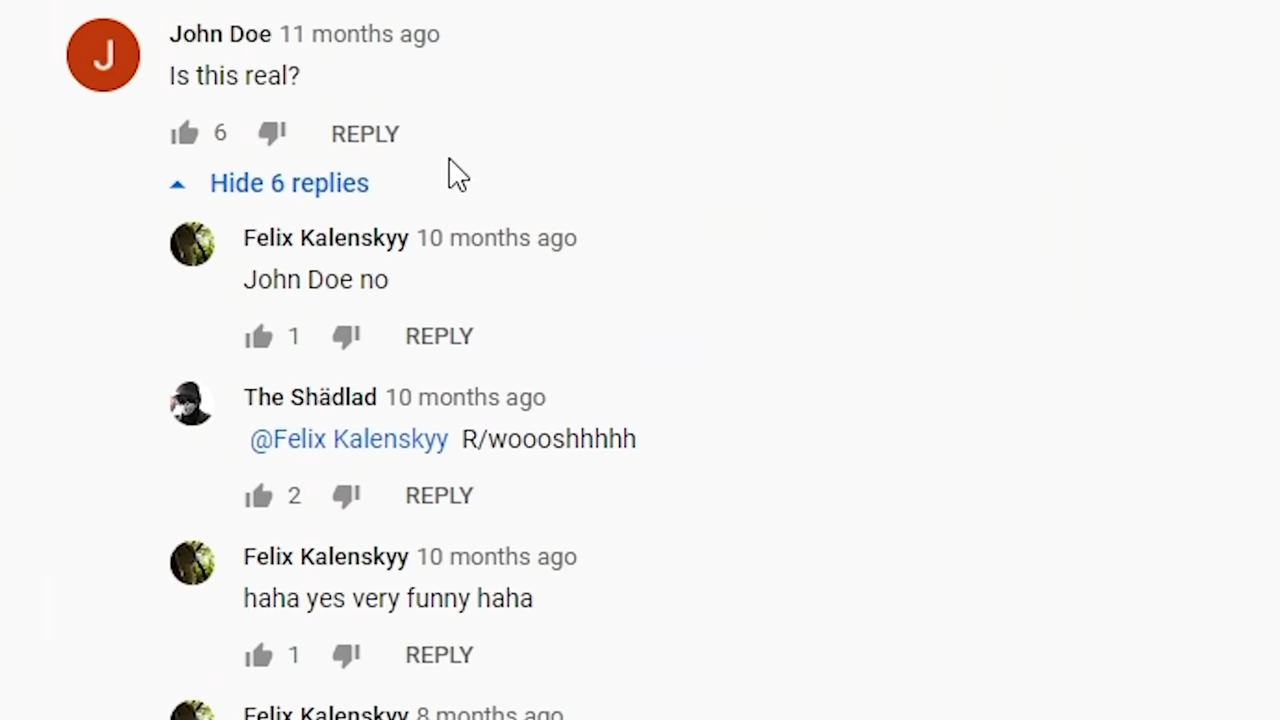 J
John Doe 11 months ago
Is this real?
6 REPLY
Hide 6 replies
Felix Kalenskyy 10 months ago
John Doe no
1 REPLY
The Shädlad 10 months ago
@Felix Kalenskyy R/woooshhhhh
2 REPLY
Felix Kalenskyy 10 months ago
haha yes very funny haha
1 REPLY
Felix Kalenskyy 8 months ago